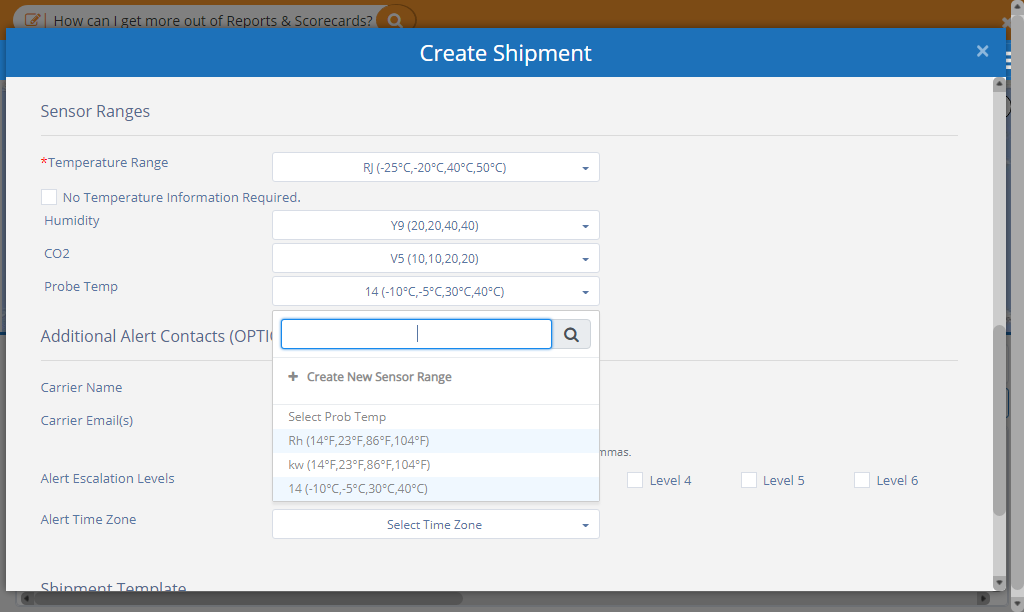 How can I get more out of Reports & Scorecards?
Create Shipment
Sensor Ranges
*Temperature Range
RJ (-25°C,-20°C,40°C,50°C)
No Temperature Information Required.
Humidity
Y9 (20,20,40,40)
CO2
V5 (10,10,20,20)
Probe Temp
14 (-10°C,-5°C,30°C,40°C)
Additional Alert Contacts (OPTI
Create New Sensor Range
Carrier Name
Select Prob Temp
Carrier Email(s)
Rh (14°F,23°F,86°F,104°F)
mmas.
kw (14°F,23°F,86°F,104°F)
Alert Escalation Levels
14 (-10°C,-5°C,30°C,40°C)
Level 4
Level 5
Level 6
Alert Time Zone
Select Time Zone
Shipment Template